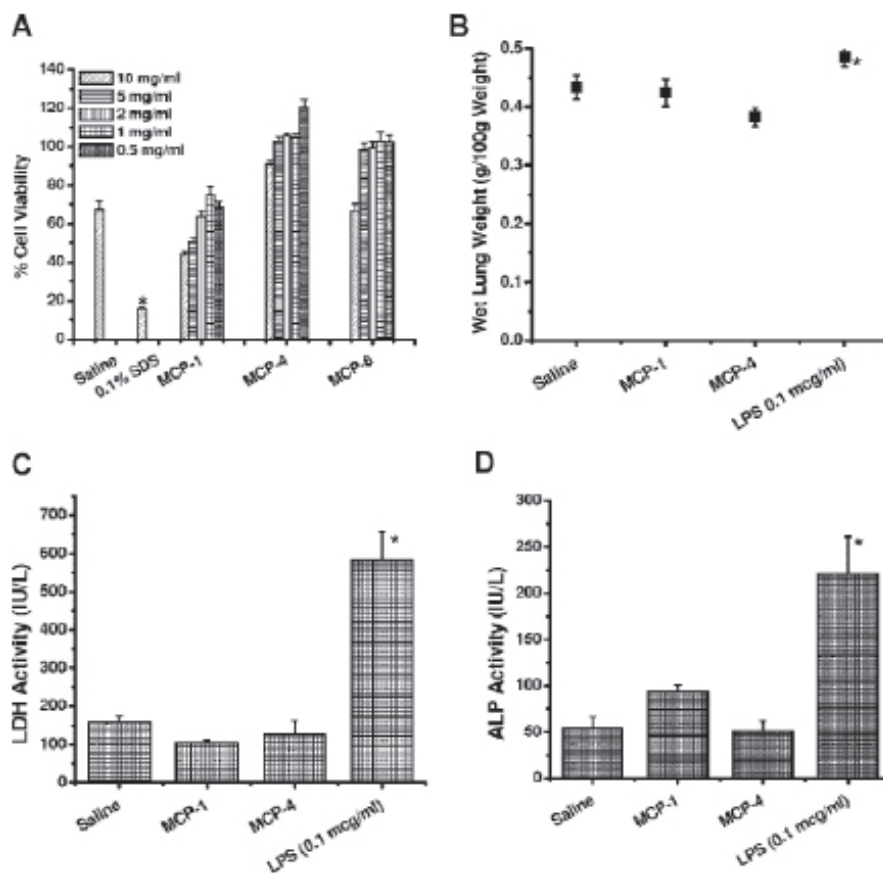 A
% Cell Viability
140
120
100
80
60
40
20
0
10 mg/ml
5 mg/ml
2 mg/ml
1 mg/ml
0.5 mg/ml
*
Saline
0.1% SDS
MCP-1
MCP-4
MCP-6
B
Wet Lung Weight (g/100g Weight)
0.5
0.4
0.3
0.2
0.1
0.0
*
Saline
MCP-1
MCP-4
LPS 0.1 mcg/ml)
C
LDH Activity (IU/L)
700
600
500
400
300
200
100
0
*
Saline
MCP-1
MCP-4
LPS (0.1 mcg/ml)
D
ALP Activity (IU/L)
300
250
200
150
100
50
0
*
Saline
MCP-1
MCP-4
LPS (0.1 mcg/ml)